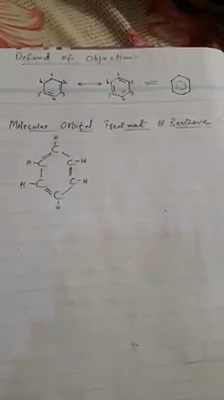 Defend of Objection:
Molecular Orbital Treatment of Benzene
H
H C C H
H C C H
C
H